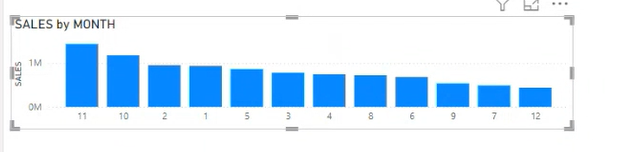 SALES by MONTH
SALES
1M
0M
11 10 2 1 5 3 4 8 6 9 7 12